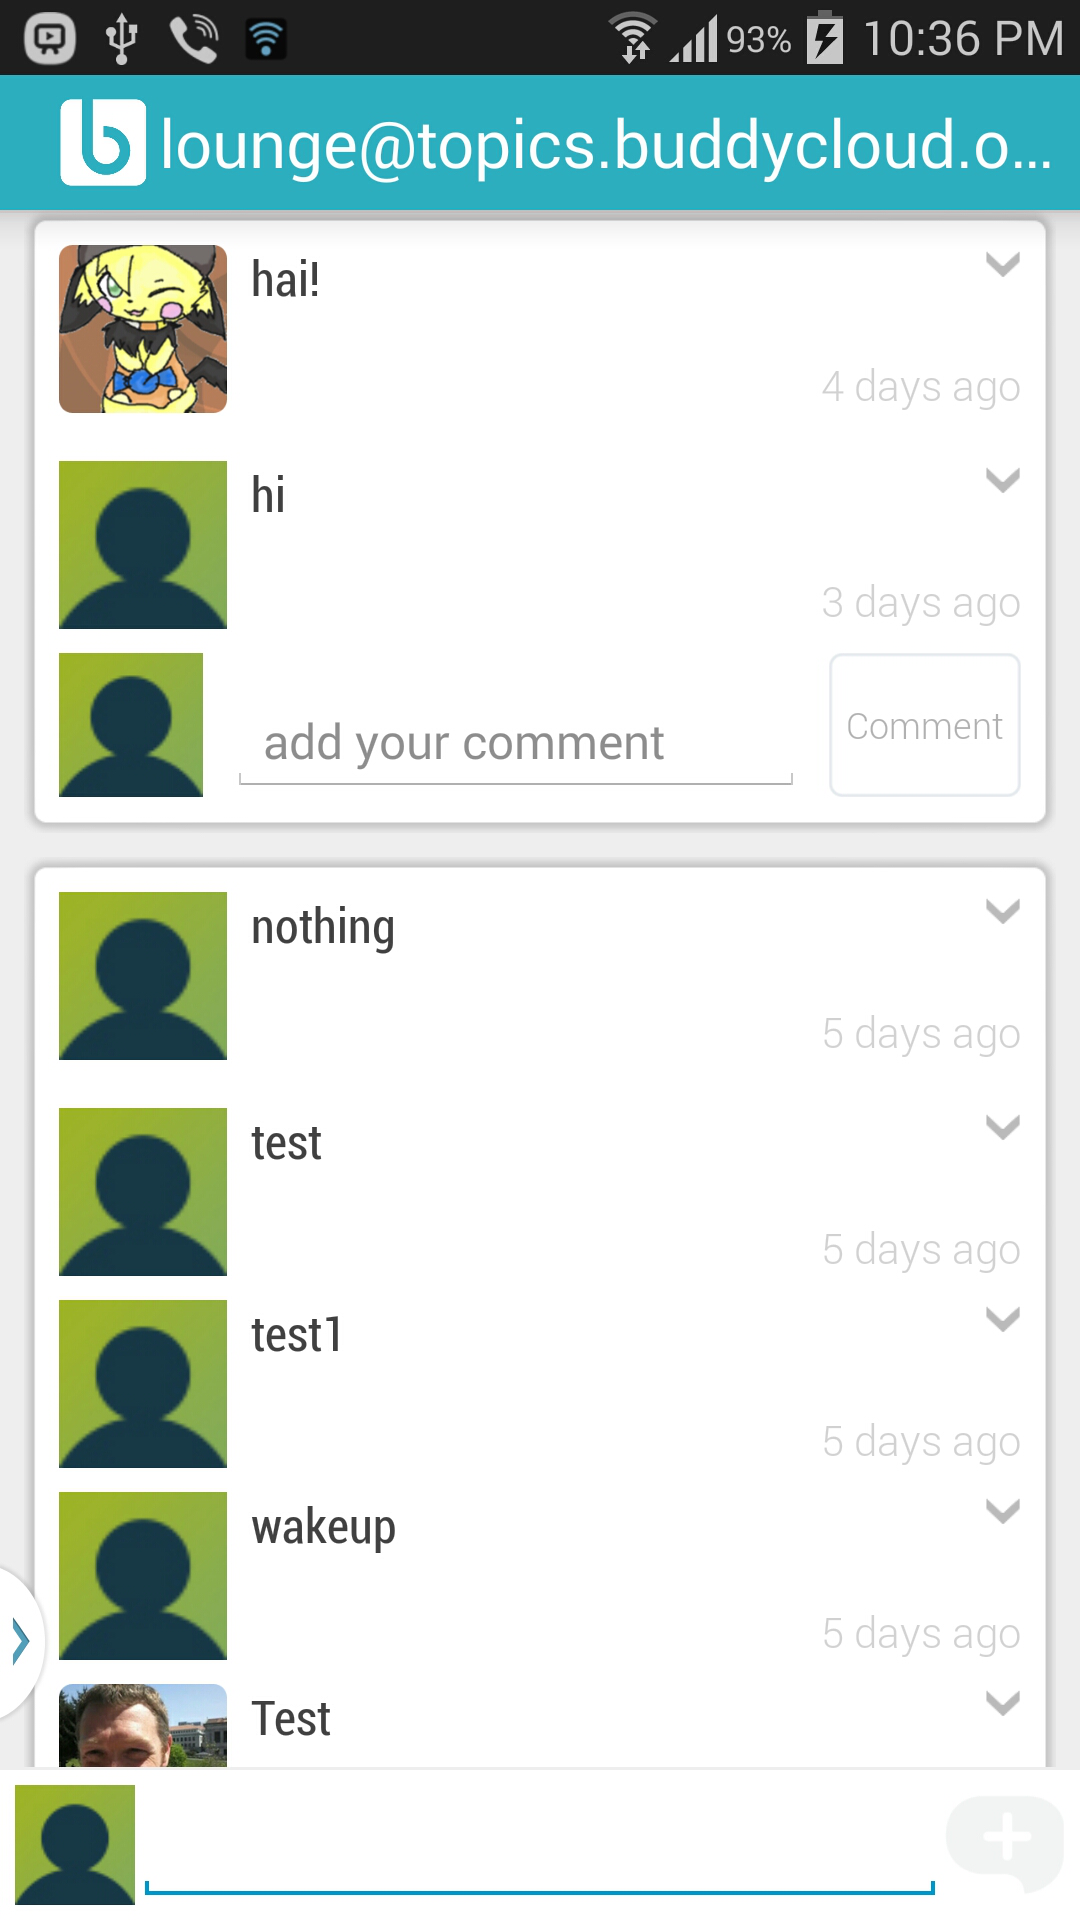 93% 10:36 PM
lounge@topics.buddycloud.o...
hai!
4 days ago
hi
3 days ago
add your comment
Comment
nothing
5 days ago
test
5 days ago
test1
5 days ago
wakeup
5 days ago
Test